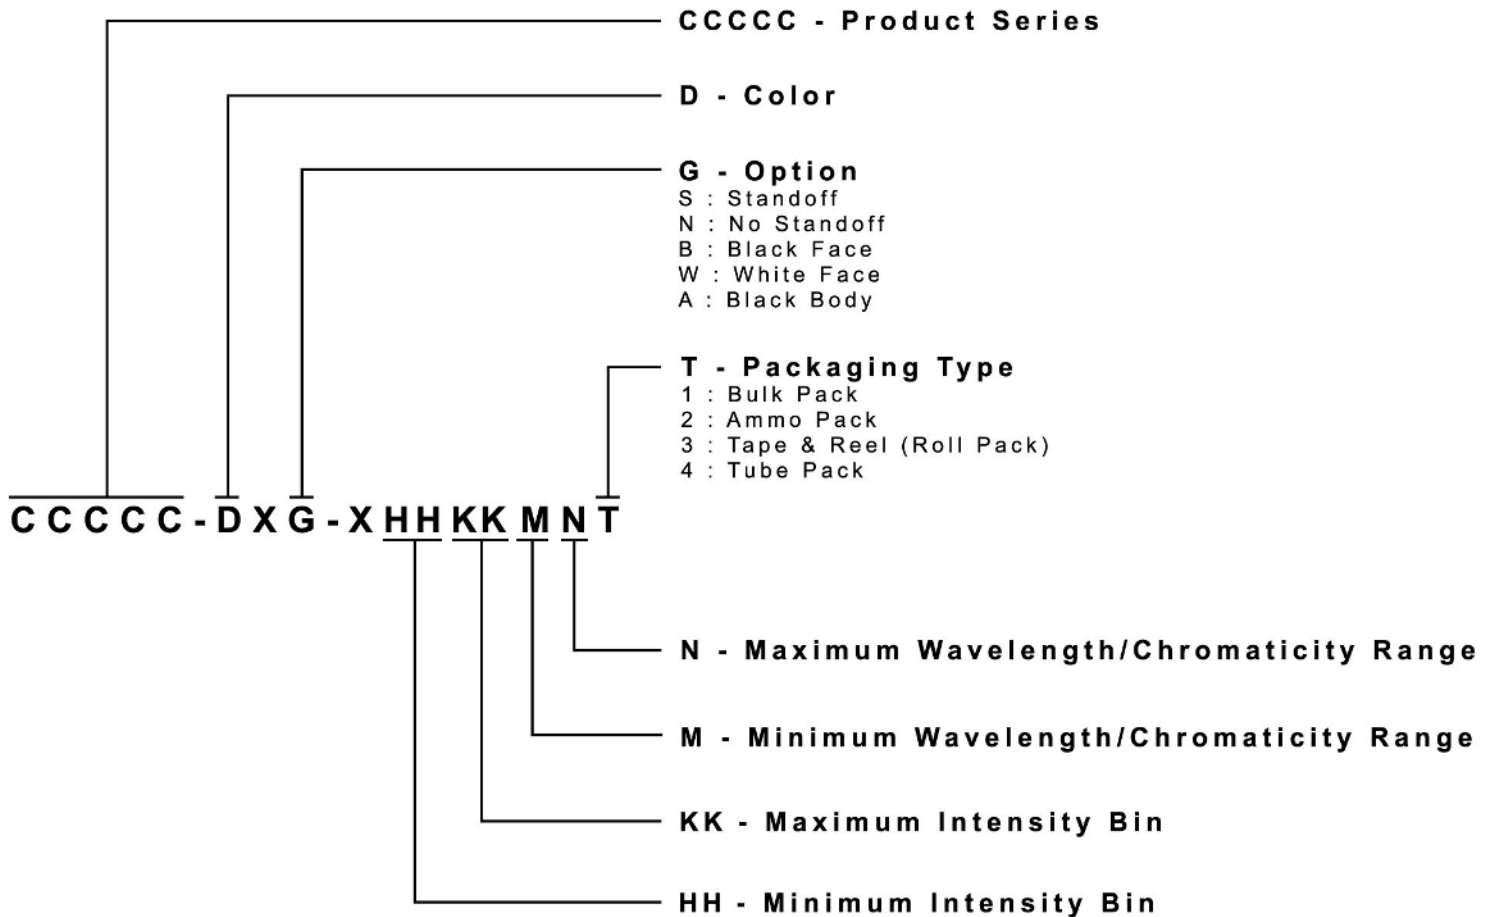 CCCCC - Product Series
D - Color
G - Option
S : Standoff
N : No Standoff
B : Black Face
W : White Face
A : Black Body
T - Packaging Type
1 : Bulk Pack
2 : Ammo Pack
3 : Tape & Reel (Roll Pack)
4 : Tube Pack
CCCCC-DXG-XHHKKMNT
N - Maximum Wavelength/Chromaticity Range
M - Minimum Wavelength/Chromaticity Range
KK - Maximum Intensity Bin
HH - Minimum Intensity Bin